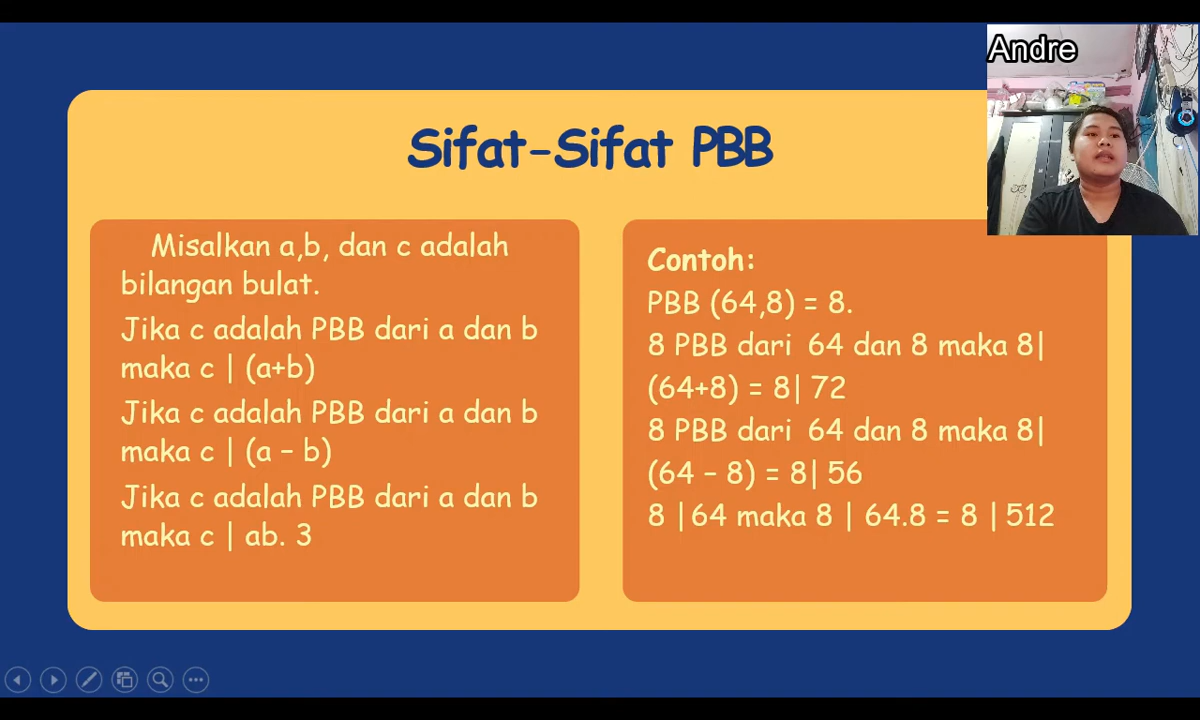 Andre
Sifat-Sifat PBB
Misalkan a,b, dan c adalah
bilangan bulat.
Jika c adalah PBB dari a dan b
maka c | (a+b)
Jika c adalah PBB dari a dan b
maka c | (a – b)
Jika c adalah PBB dari a dan b
maka c | ab. 3
Contoh:
PBB (64,8) = 8.
8 PBB dari 64 dan 8 maka 8|
(64+8) = 8| 72
8 PBB dari 64 dan 8 maka 8|
(64 – 8) = 8| 56
8 |64 maka 8 | 64.8 = 8 | 512